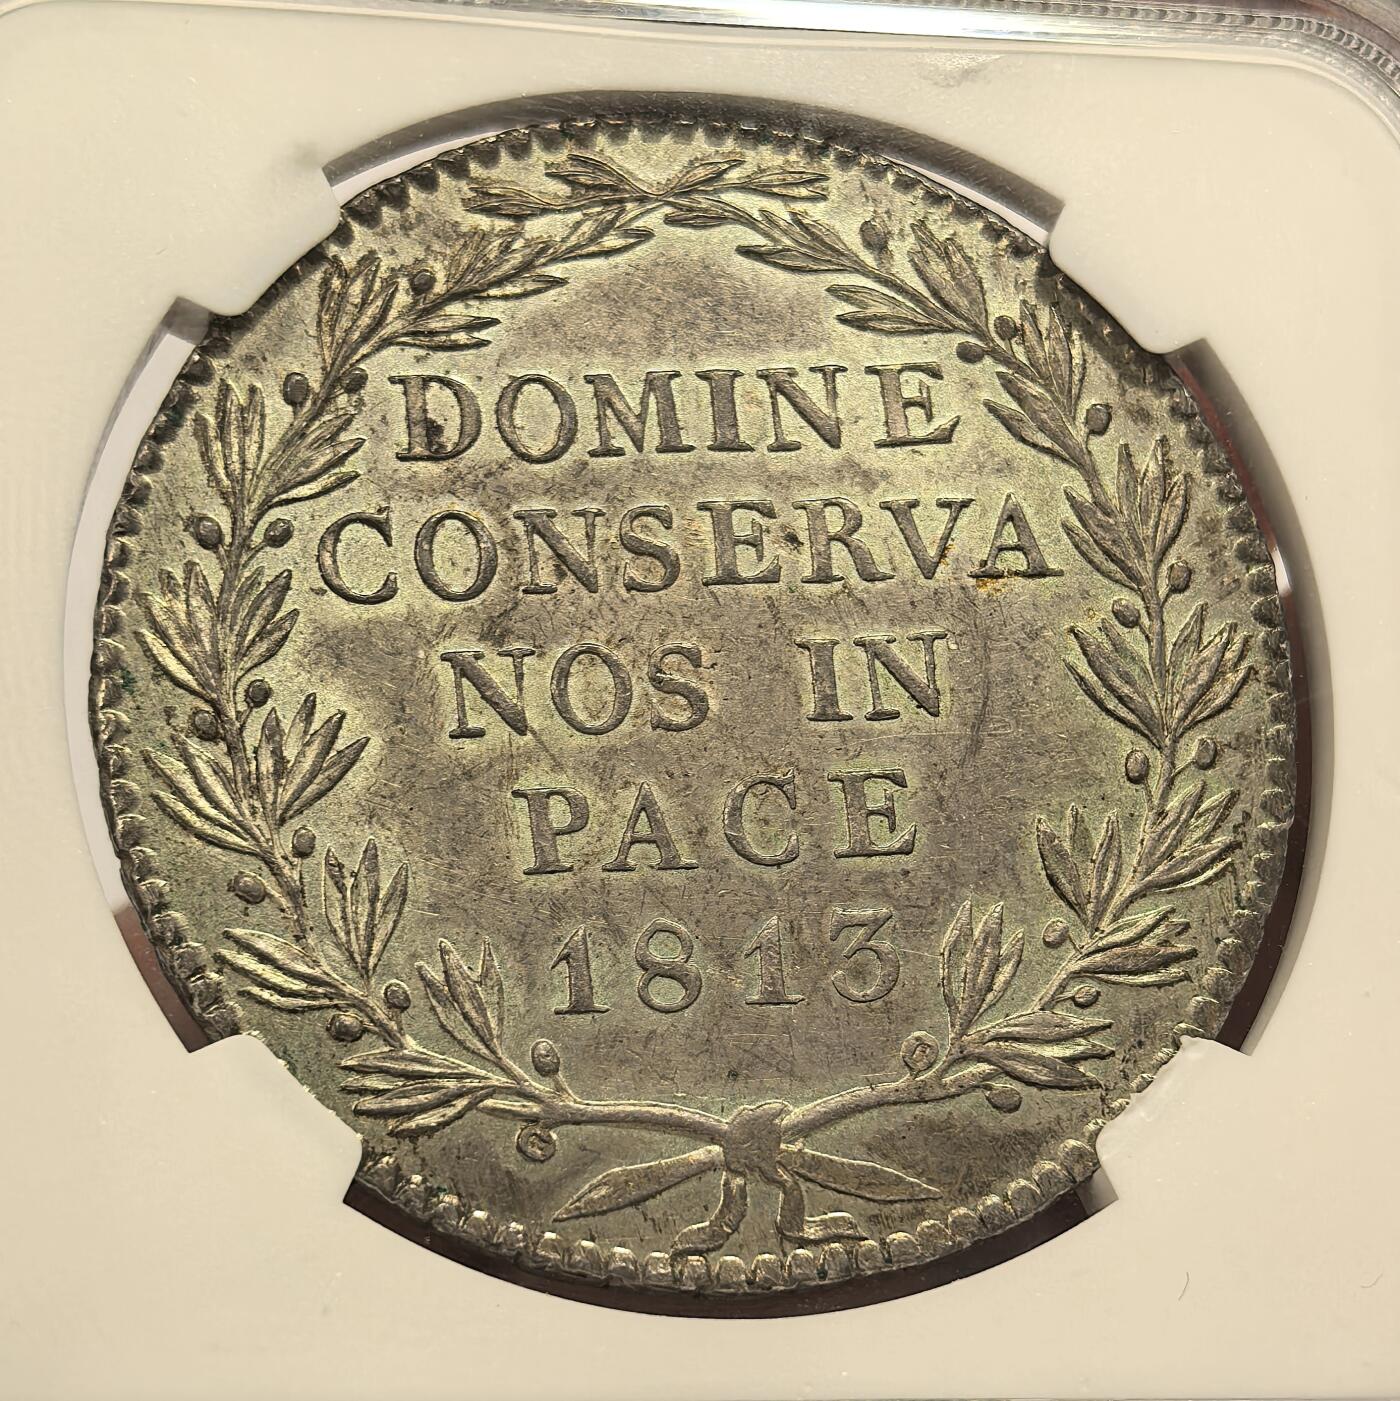 DOMINE
CONSERVA
NOS IN
PACE
1813